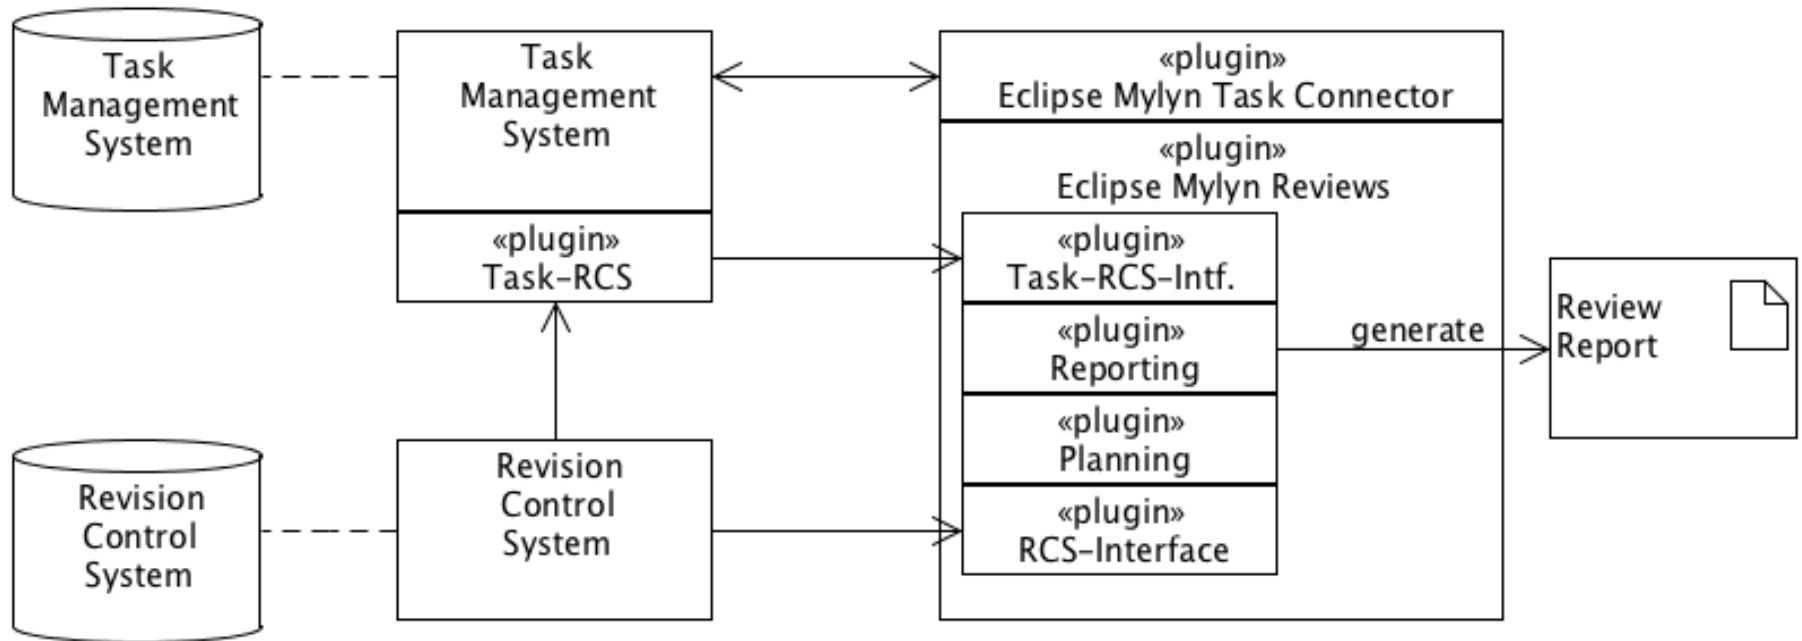 Task
Management
System
Task
Management
System
«plugin»
Task-RCS
«plugin»
Eclipse Mylyn Task Connector
«plugin»
Eclipse Mylyn Reviews
«plugin»
Task-RCS-Intf.
«plugin»
Reporting
«plugin»
Planning
«plugin»
RCS-Interface
generate
Review
Report
Revision
Control
System
Revision
Control
System